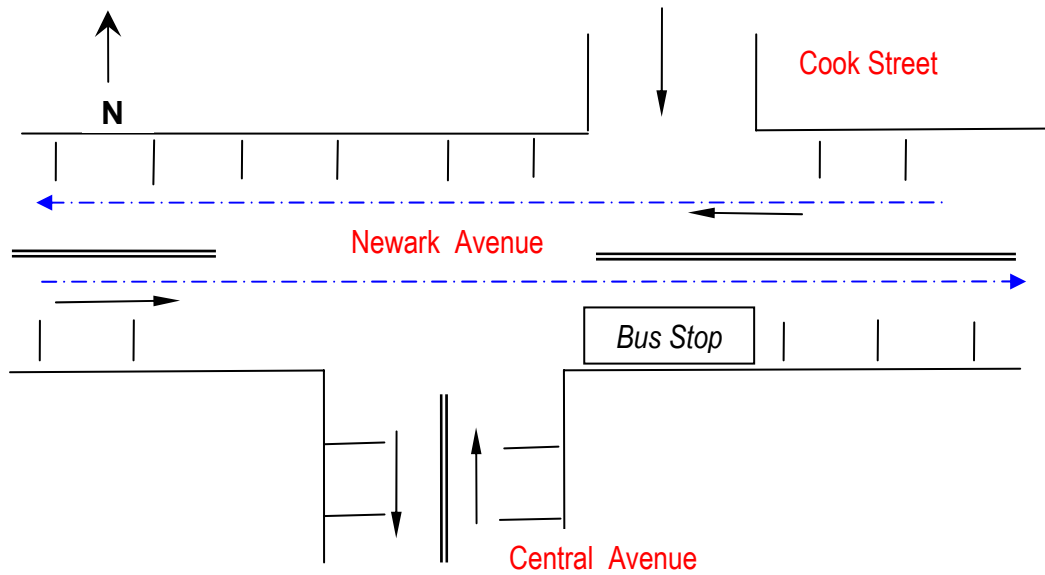 Cook Street
N
Newark Avenue
Bus Stop
Central Avenue